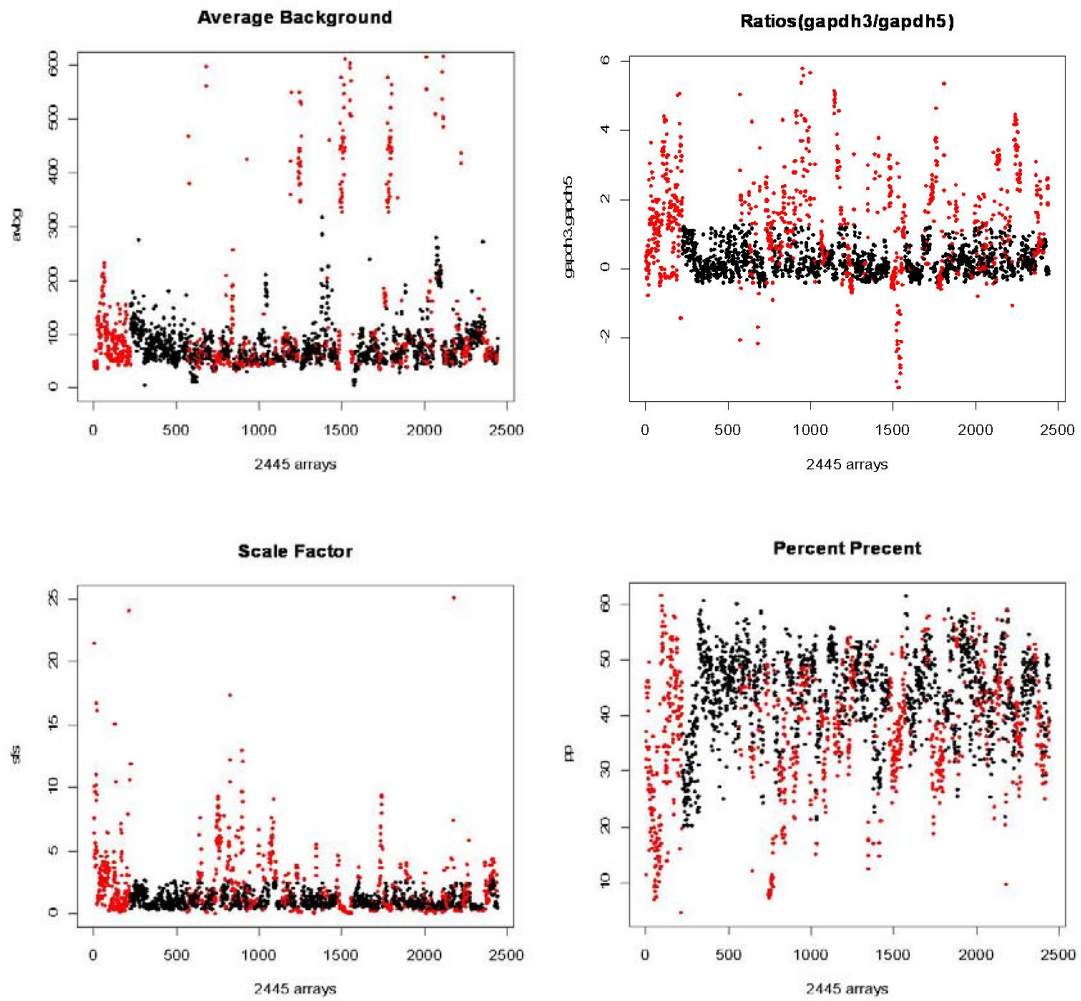 Average Background
600
500
400
300
200
100
0
avbg
0 500 1000 1500 2000 2500
2445 arrays
Ratios(gapdh3/gapdh5)
6
4
2
0
-2
gapdh3.gapdh5
0 500 1000 1500 2000 2500
2445 arrays
Scale Factor
25
20
15
10
5
0
sfs
0 500 1000 1500 2000 2500
2445 arrays
Percent Precent
60
50
40
30
20
10
pp
0 500 1000 1500 2000 2500
2445 arrays